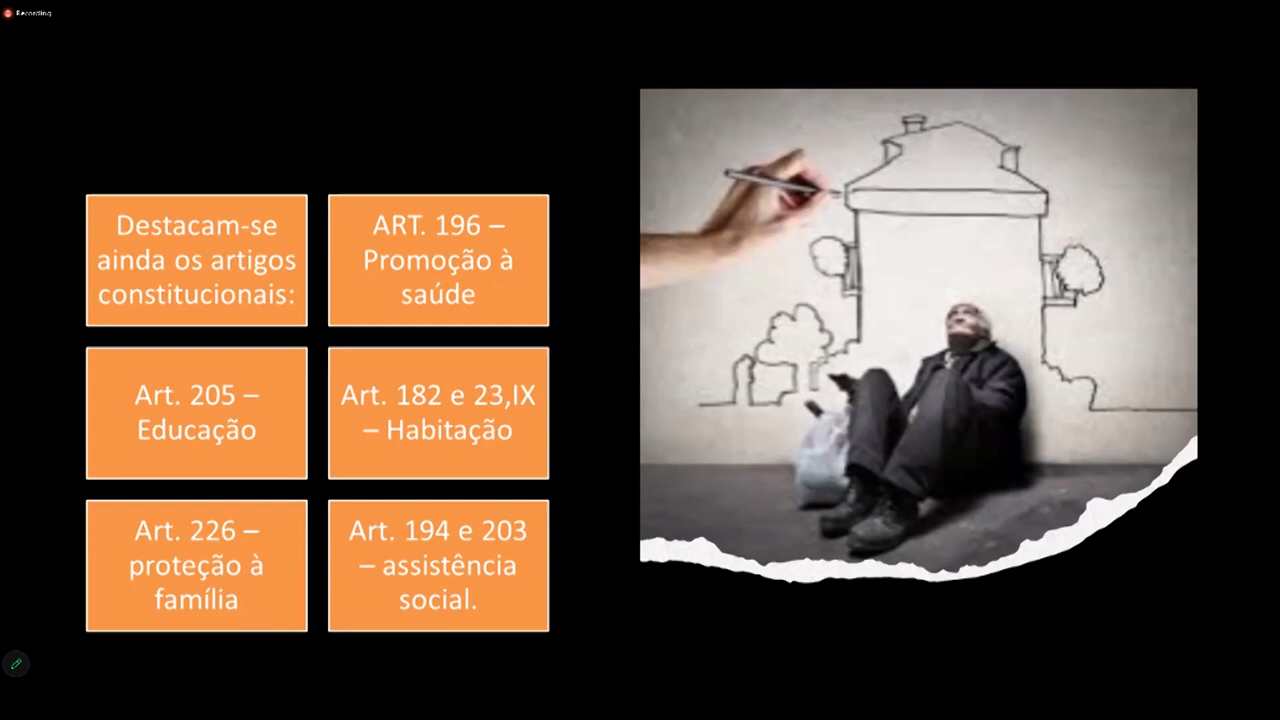 Recording
Destacam-se
ainda os artigos
constitucionais:
ART. 196 –
Promoção à
saúde
Art. 205 –
Educação
Art. 182 e 23,IX
– Habitação
Art. 226 –
proteção à
família
Art. 194 e 203
– assistência
social.